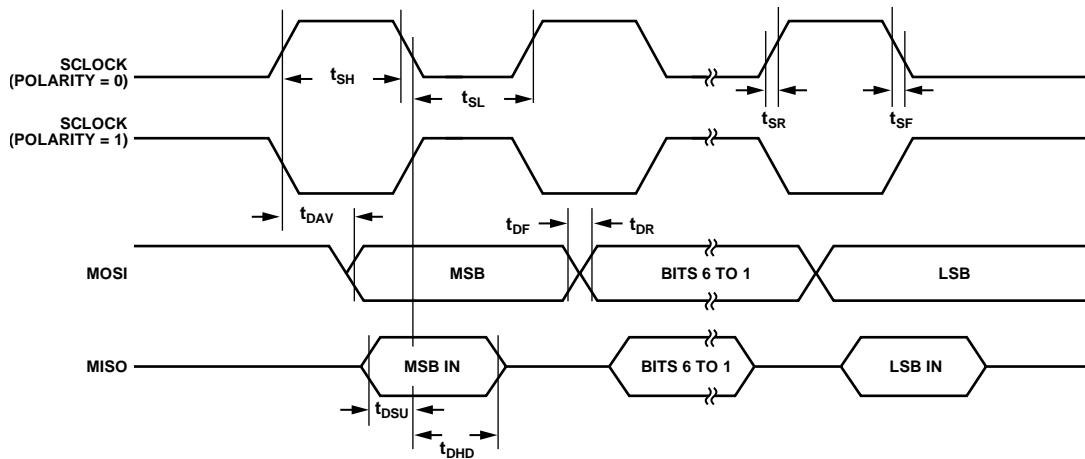 SCLOCK
(POLARITY = 0)
tSH
tSL
tSR
tSF
SCLOCK
(POLARITY = 1)
tDAV
tDF
tDR
MOSI
MSB
BITS 6 TO 1
LSB
MISO
MSB IN
BITS 6 TO 1
LSB IN
tDSU
tDHD